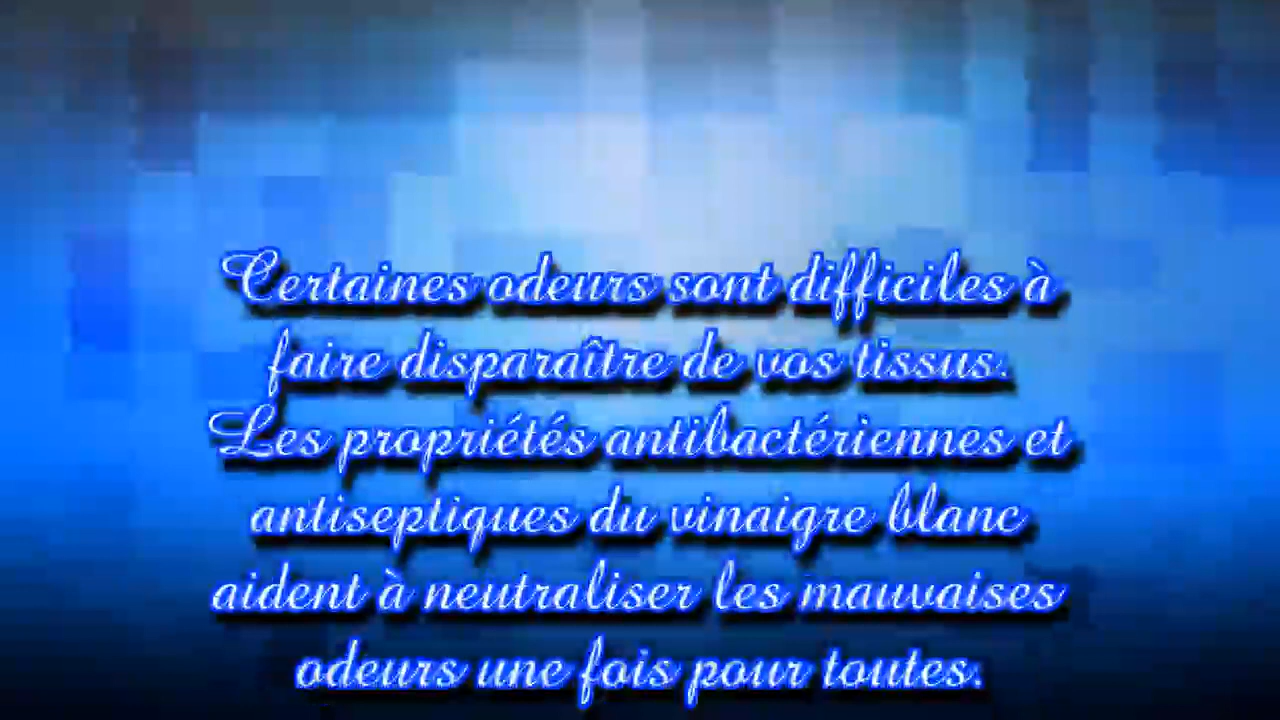 Certaines odeurs sont difficiles à
faire disparaître de vos tissus.
Les propriétés antibactériennes et
antiseptiques du vinaigre blanc
aident à neutraliser les mauvaises
odeurs une fois pour toutes.